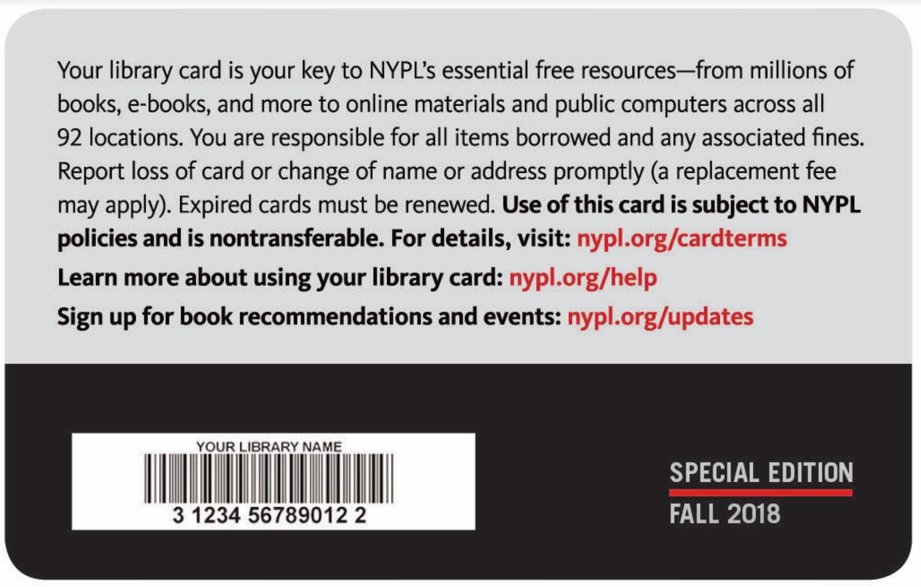 Your library card is your key to NYPL’s essential free resources—from millions of
books, e-books, and more to online materials and public computers across all
92 locations. You are responsible for all items borrowed and any associated fines.
Report loss of card or change of name or address promptly (a replacement fee
may apply). Expired cards must be renewed. Use of this card is subject to NYPL
policies and is nontransferable. For details, visit: nypl.org/cardterms
Learn more about using your library card: nypl.org/help
Sign up for book recommendations and events: nypl.org/updates
YOUR LIBRARY NAME
3 1234 56789012 2
SPECIAL EDITION
FALL 2018